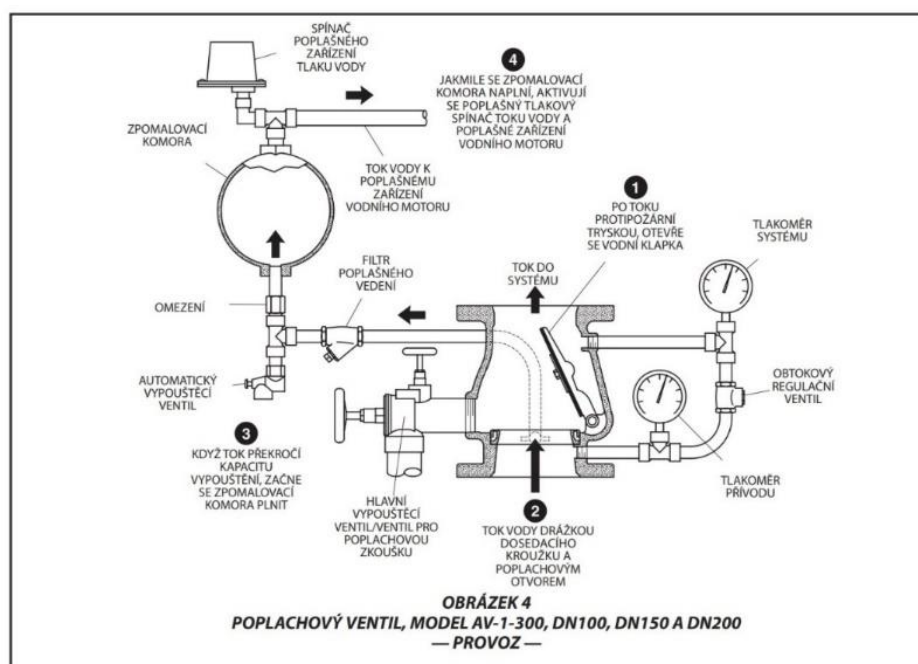 SPÍNAČ
POPLAŠNÉHO
ZAŘÍZENÍ
TLAKU VODY
4
JAKMILE SE ZPOMALOVACÍ
KOMORA NAPLNÍ, AKTIVUJÍ
SE POPLAŠNÝ TLAKOVÝ
SPÍNAČ TOKU VODY A
POPLAŠNÉ ZAŘÍZENÍ
VODNÍHO MOTORU
ZPOMALOVACÍ
KOMORA
TOK VODY K
POPLAŠNÉMU
ZAŘÍZENÍ
VODNÍHO MOTORU
1
PO TOKU
PROTIPOŽÁRNÍ
TRYSKOU, OTEVŘE
SE VODNÍ KLAPKA
TLAKOMĚR
SYSTÉMU
FILTR
POPLAŠNÉHO
VEDENÍ
TOK DO
SYSTÉMU
OMEZENÍ
AUTOMATICKÝ
VYPOUŠTĚCÍ
VENTIL
OBTOKOVÝ
REGULAČNÍ
VENTIL
3
KDYŽ TOK PŘEKROČÍ
KAPACITU
VYPOUŠTĚNÍ, ZAČNE
SE ZPOMALOVACÍ
KOMORA PLNIT
HLAVNÍ
VYPOUŠTĚCÍ
VENTIL/VENTIL PRO
POPLACHOVOU
ZKOUŠKU
2
TOK VODY DRÁŽKOU
DOSEDACÍHO
KROUŽKU A
POPLACHOVÝM
OTVOREM
TLAKOMĚR
PŘÍVODU
OBRÁZEK 4
POPLACHOVÝ VENTIL, MODEL AV-1-300, DN100, DN150 A DN200
— PROVOZ —